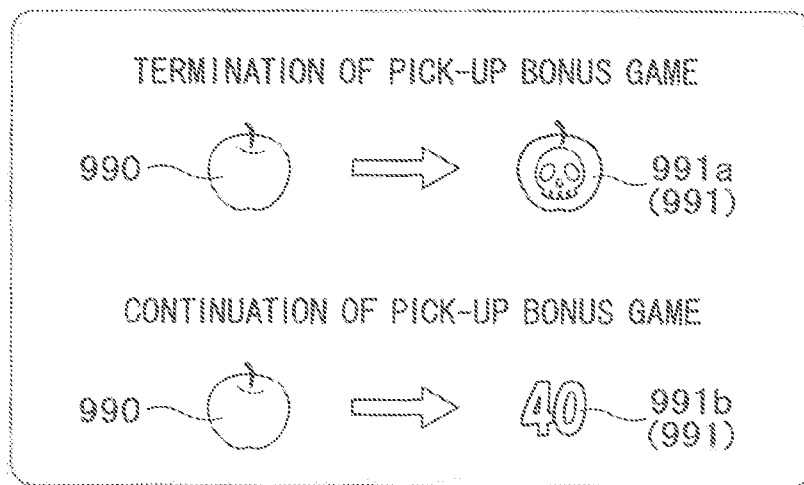 TERMINATION OF PICK-UP BONUS GAME
990
991a
(991)
CONTINUATION OF PICK-UP BONUS GAME
990
40
991b
(991)